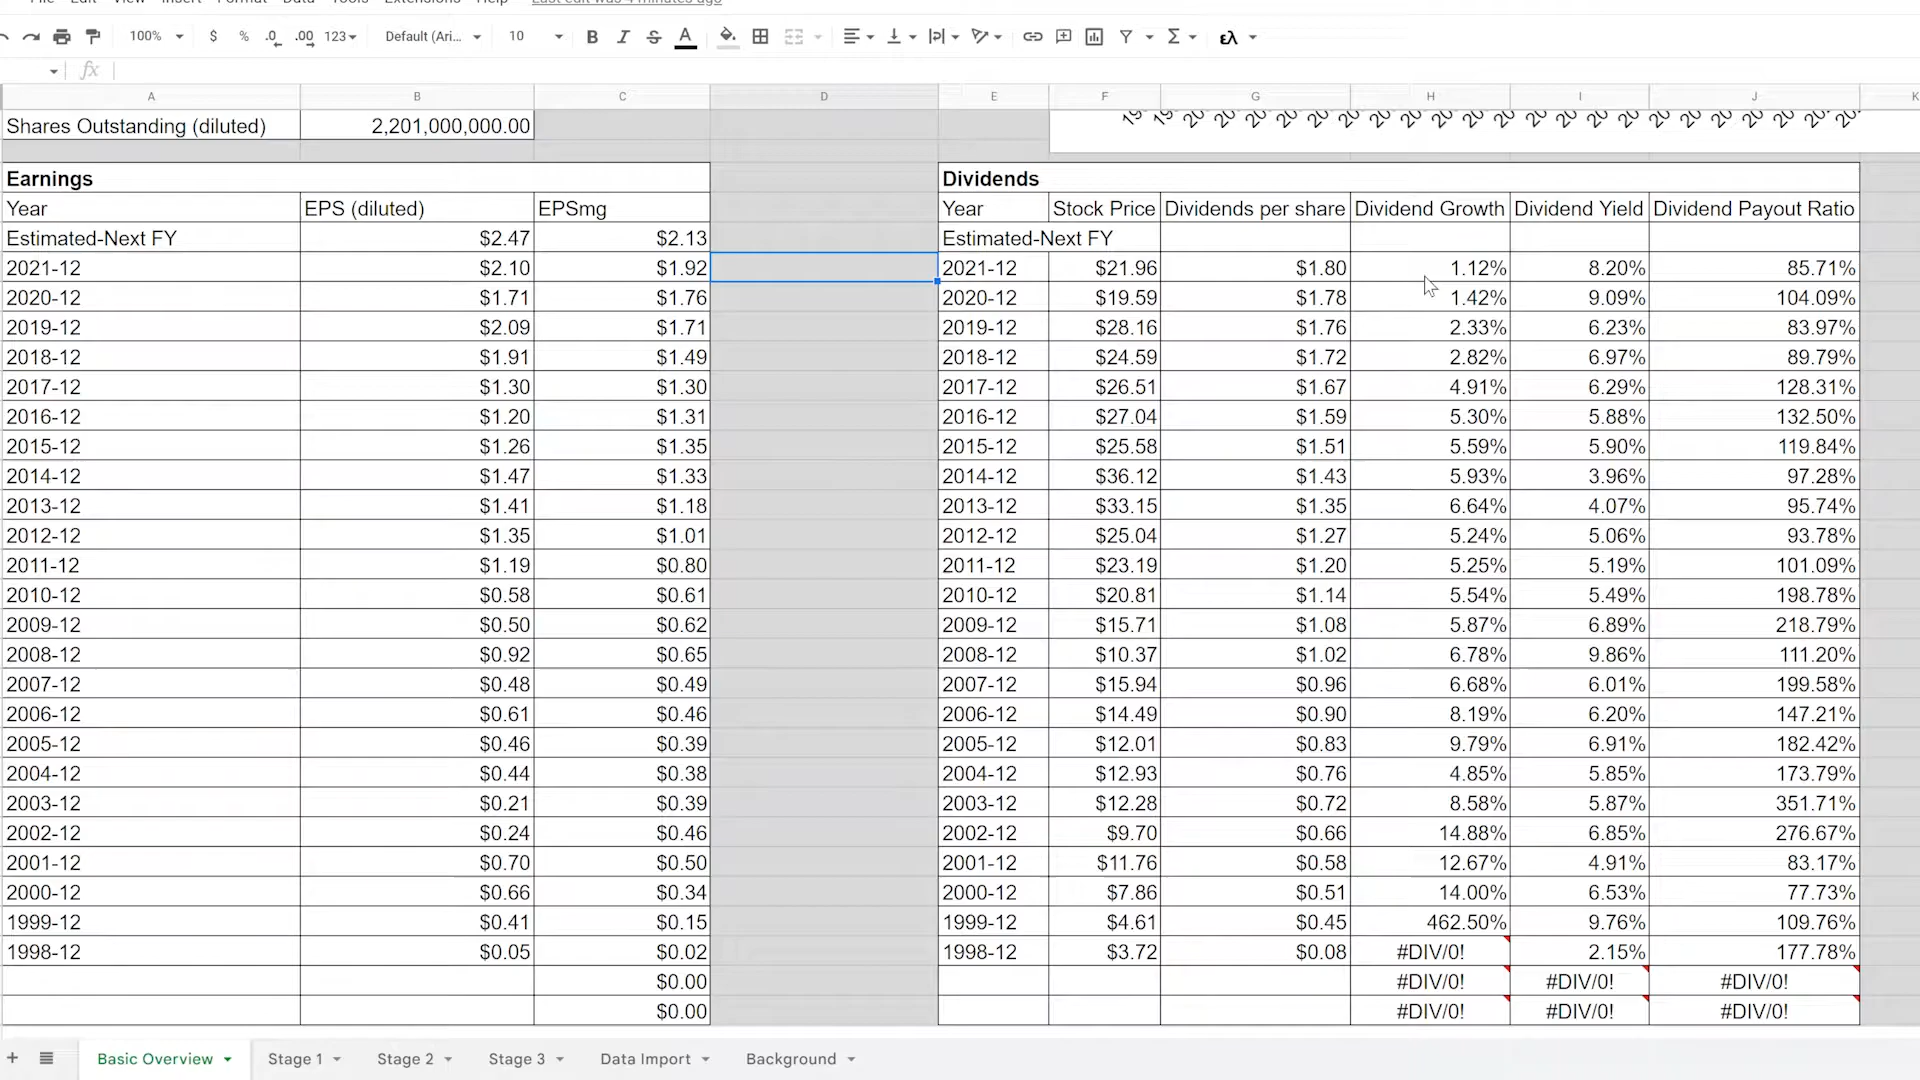 File Edit View Insert Format Data Tools Extensions Help Last edit was 4 minutes ago
100% $ % .0 .00 123 Default (Ari... 10 B I S A Σ ελ
fx
A B C D E F G H I J K
Shares Outstanding (diluted) 2,201,000,000.00
Earnings Dividends
Year EPS (diluted) EPSmg Year Stock Price Dividends per share Dividend Growth Dividend Yield Dividend Payout Ratio
Estimated-Next FY $2.47 $2.13 Estimated-Next FY
2021-12 $2.10 $1.92 2021-12 $21.96 $1.80 1.12% 8.20% 85.71%
2020-12 $1.71 $1.76 2020-12 $19.59 $1.78 1.42% 9.09% 104.09%
2019-12 $2.09 $1.71 2019-12 $28.16 $1.76 2.33% 6.23% 83.97%
2018-12 $1.91 $1.49 2018-12 $24.59 $1.72 2.82% 6.97% 89.79%
2017-12 $1.30 $1.30 2017-12 $26.51 $1.67 4.91% 6.29% 128.31%
2016-12 $1.20 $1.31 2016-12 $27.04 $1.59 5.30% 5.88% 132.50%
2015-12 $1.26 $1.35 2015-12 $25.58 $1.51 5.59% 5.90% 119.84%
2014-12 $1.47 $1.33 2014-12 $36.12 $1.43 5.93% 3.96% 97.28%
2013-12 $1.41 $1.18 2013-12 $33.15 $1.35 6.64% 4.07% 95.74%
2012-12 $1.35 $1.01 2012-12 $25.04 $1.27 5.24% 5.06% 93.78%
2011-12 $1.19 $0.80 2011-12 $23.19 $1.20 5.25% 5.19% 101.09%
2010-12 $0.58 $0.61 2010-12 $20.81 $1.14 5.54% 5.49% 198.78%
2009-12 $0.50 $0.62 2009-12 $15.71 $1.08 5.87% 6.89% 218.79%
2008-12 $0.92 $0.65 2008-12 $10.37 $1.02 6.78% 9.86% 111.20%
2007-12 $0.48 $0.49 2007-12 $15.94 $0.96 6.68% 6.01% 199.58%
2006-12 $0.61 $0.46 2006-12 $14.49 $0.90 8.19% 6.20% 147.21%
2005-12 $0.46 $0.39 2005-12 $12.01 $0.83 9.79% 6.91% 182.42%
2004-12 $0.44 $0.38 2004-12 $12.93 $0.76 4.85% 5.85% 173.79%
2003-12 $0.21 $0.39 2003-12 $12.28 $0.72 8.58% 5.87% 351.71%
2002-12 $0.24 $0.46 2002-12 $9.70 $0.66 14.88% 6.85% 276.67%
2001-12 $0.70 $0.50 2001-12 $11.76 $0.58 12.67% 4.91% 83.17%
2000-12 $0.66 $0.34 2000-12 $7.86 $0.51 14.00% 6.53% 77.73%
1999-12 $0.41 $0.15 1999-12 $4.61 $0.45 462.50% 9.76% 109.76%
1998-12 $0.05 $0.02 1998-12 $3.72 $0.08 #DIV/0! 2.15% 177.78%
$0.00 #DIV/0! #DIV/0! #DIV/0!
$0.00 #DIV/0! #DIV/0! #DIV/0!
Basic Overview Stage 1 Stage 2 Stage 3 Data Import Background